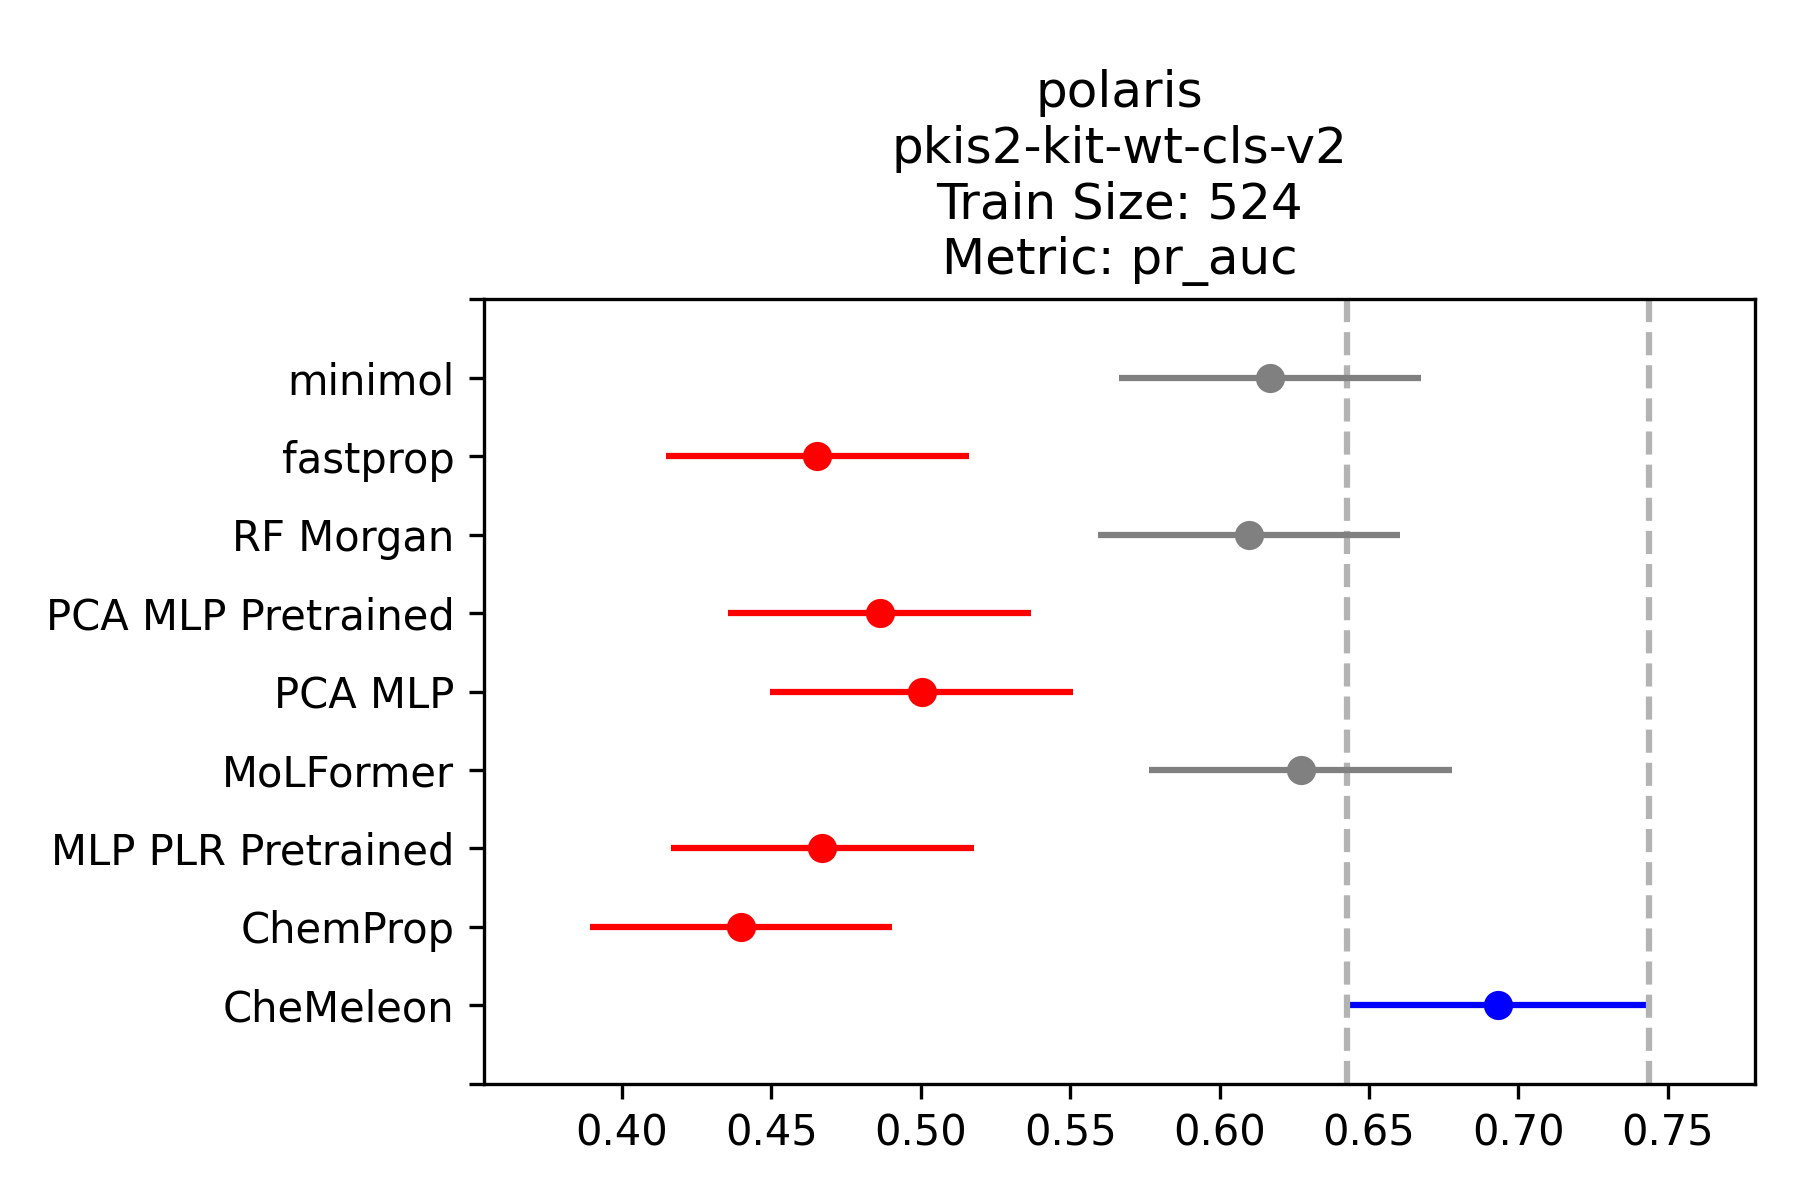 polaris
pkis2-kit-wt-cls-v2
Train Size: 524
Metric: pr_auc
minimol
fastprop
RF Morgan
PCA MLP Pretrained
PCA MLP
MoLFormer
MLP PLR Pretrained
ChemProp
CheMeleon
0.40 0.45 0.50 0.55 0.60 0.65 0.70 0.75